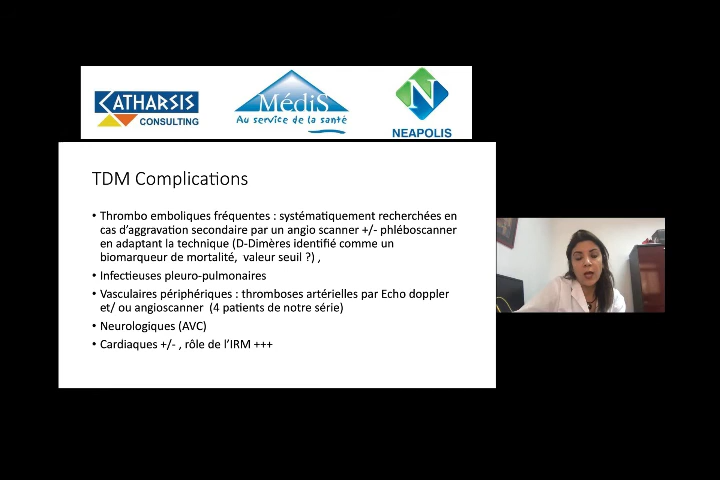 CATHARSIS
CONSULTING
MédiS
Au service de la santé
N
NEAPOLIS
TDM Complications
• Thrombo emboliques fréquentes : systématiquement recherchées en
cas d'aggravation secondaire par un angio scanner +/- phléboscanner
en adaptant la technique (D-Dimères identifié comme un
biomarqueur de mortalité, valeur seuil ?) ,
• Infectieuses pleuro-pulmonaires
• Vasculaires périphériques : thromboses artérielles par Echo doppler
et/ ou angioscanner (4 patients de notre série)
• Neurologiques (AVC)
• Cardiaques +/- , rôle de l'IRM +++